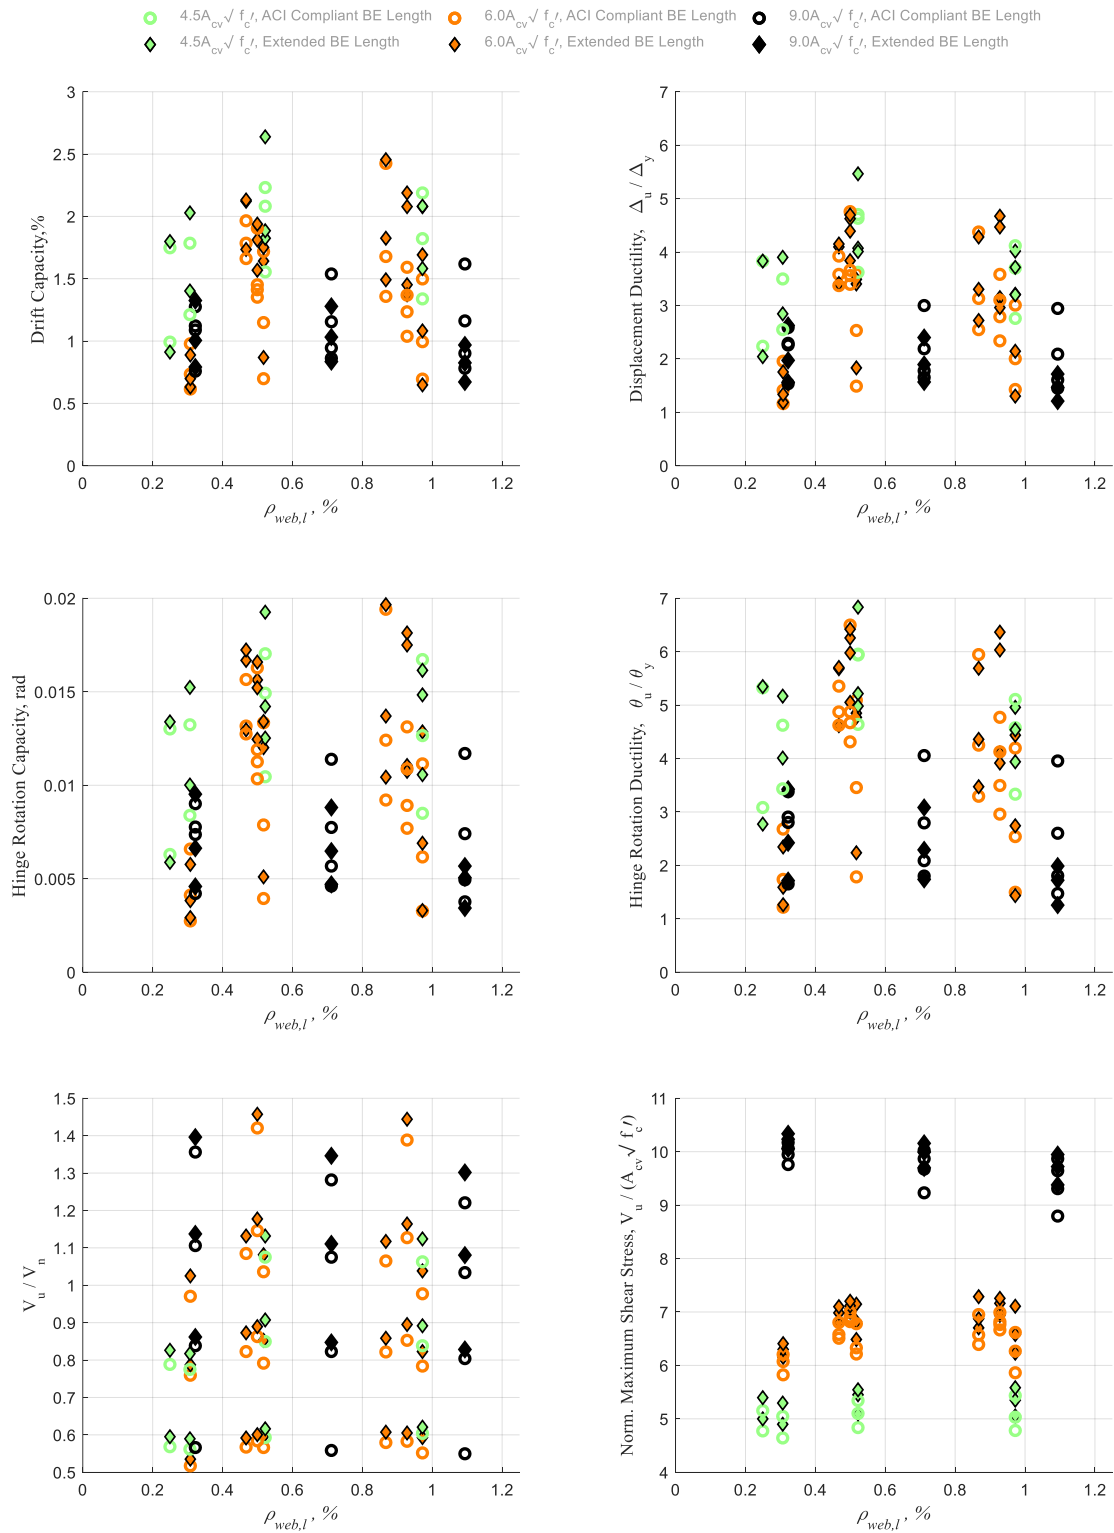 4.5A_cv√ f_c′, ACI Compliant BE Length 6.0A_cv√ f_c′, ACI Compliant BE Length 9.0A_cv√ f_c′, ACI Compliant BE Length
4.5A_cv√ f_c′, Extended BE Length 6.0A_cv√ f_c′, Extended BE Length 9.0A_cv√ f_c′, Extended BE Length
Drift Capacity,%
3
2.5
2
1.5
1
0.5
0
0 0.2 0.4 0.6 0.8 1 1.2
ρ_web,l , %
Displacement Ductility, Δ_u / Δ_y
7
6
5
4
3
2
1
0
0 0.2 0.4 0.6 0.8 1 1.2
ρ_web,l , %
Hinge Rotation Capacity, rad
0.02
0.015
0.01
0.005
0
0 0.2 0.4 0.6 0.8 1 1.2
ρ_web,l , %
Hinge Rotation Ductility, θ_u / θ_y
7
6
5
4
3
2
1
0
0 0.2 0.4 0.6 0.8 1 1.2
ρ_web,l , %
V_u / V_n
1.5
1.4
1.3
1.2
1.1
1
0.9
0.8
0.7
0.6
0.5
0 0.2 0.4 0.6 0.8 1 1.2
ρ_web,l , %
Norm. Maximum Shear Stress, V_u / (A_cv√ f_c′)
11
10
9
8
7
6
5
4
0 0.2 0.4 0.6 0.8 1 1.2
ρ_web,l , %